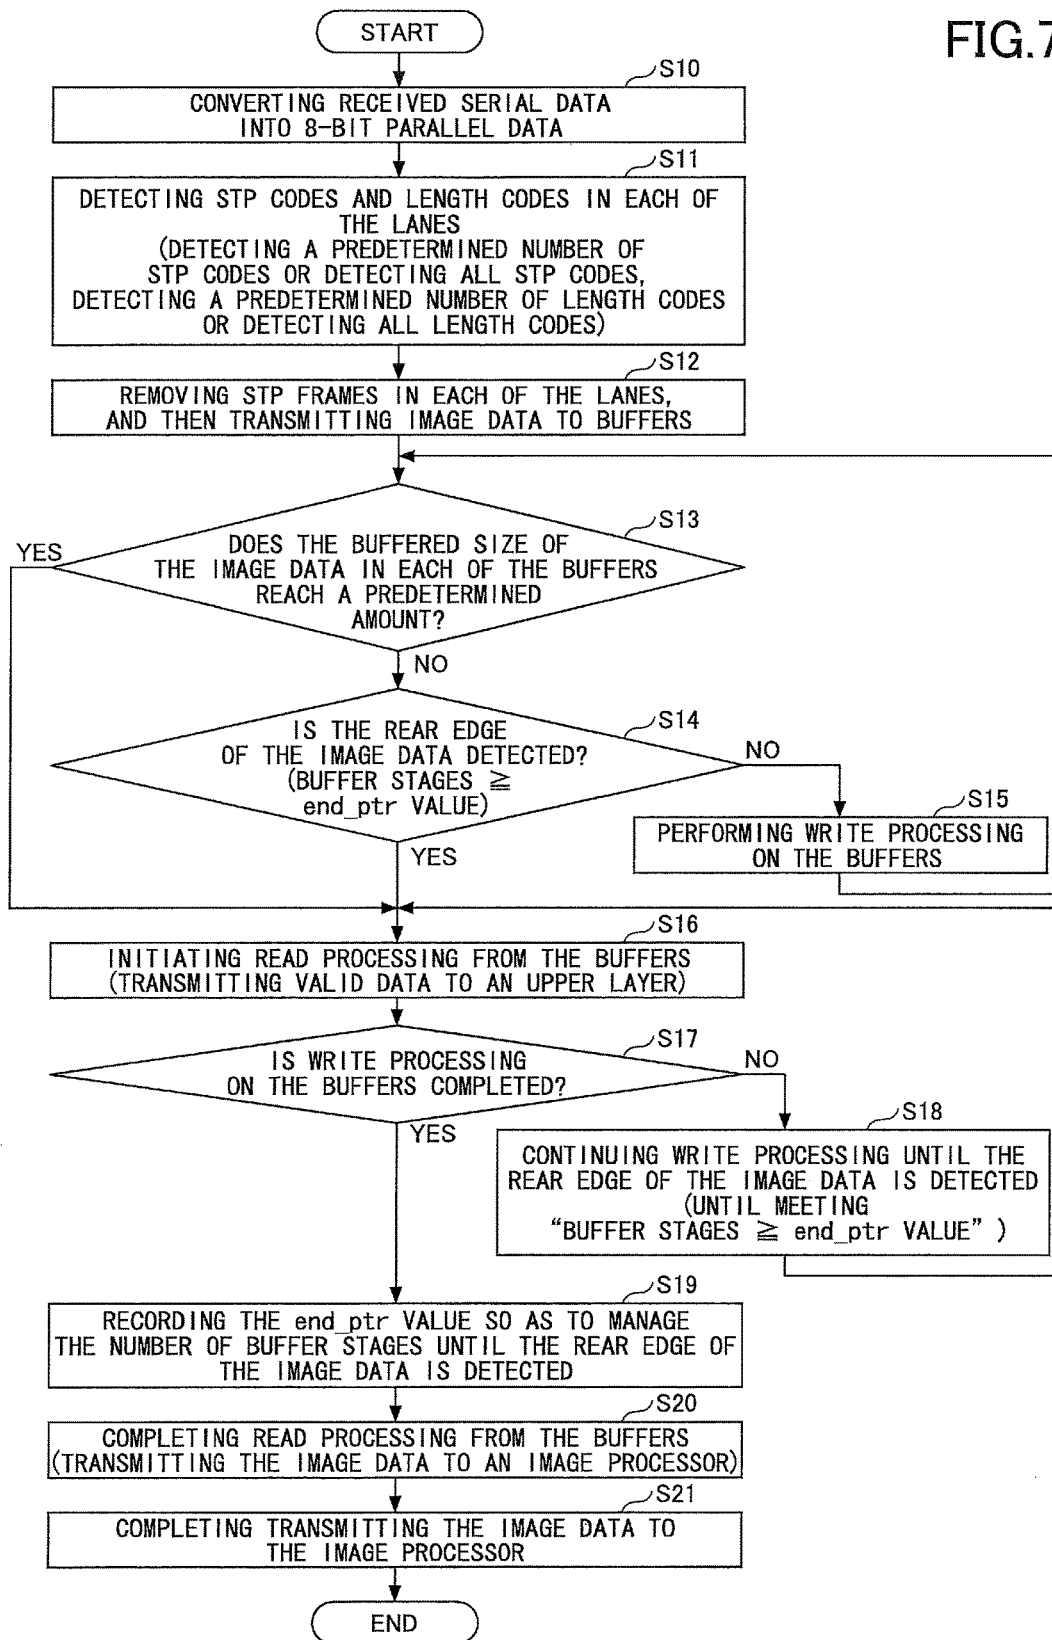 FIG.7
START
S10
CONVERTING RECEIVED SERIAL DATA
INTO 8-BIT PARALLEL DATA
S11
DETECTING STP CODES AND LENGTH CODES IN EACH OF
THE LANES
(DETECTING A PREDETERMINED NUMBER OF
STP CODES OR DETECTING ALL STP CODES,
DETECTING A PREDETERMINED NUMBER OF LENGTH CODES
OR DETECTING ALL LENGTH CODES)
S12
REMOVING STP FRAMES IN EACH OF THE LANES,
AND THEN TRANSMITTING IMAGE DATA TO BUFFERS
S13
YES
DOES THE BUFFERED SIZE OF
THE IMAGE DATA IN EACH OF THE BUFFERS
REACH A PREDETERMINED
AMOUNT?
NO
S14
IS THE REAR EDGE
OF THE IMAGE DATA DETECTED?
(BUFFER STAGES ≧
end_ptr VALUE)
NO
YES
S15
PERFORMING WRITE PROCESSING
ON THE BUFFERS
S16
INITIATING READ PROCESSING FROM THE BUFFERS
(TRANSMITTING VALID DATA TO AN UPPER LAYER)
S17
IS WRITE PROCESSING
ON THE BUFFERS COMPLETED?
NO
YES
S18
CONTINUING WRITE PROCESSING UNTIL THE
REAR EDGE OF THE IMAGE DATA IS DETECTED
(UNTIL MEETING
“BUFFER STAGES ≧ end_ptr VALUE” )
S19
RECORDING THE end_ptr VALUE SO AS TO MANAGE
THE NUMBER OF BUFFER STAGES UNTIL THE REAR EDGE OF
THE IMAGE DATA IS DETECTED
S20
COMPLETING READ PROCESSING FROM THE BUFFERS
(TRANSMITTING THE IMAGE DATA TO AN IMAGE PROCESSOR)
S21
COMPLETING TRANSMITTING THE IMAGE DATA TO
THE IMAGE PROCESSOR
END